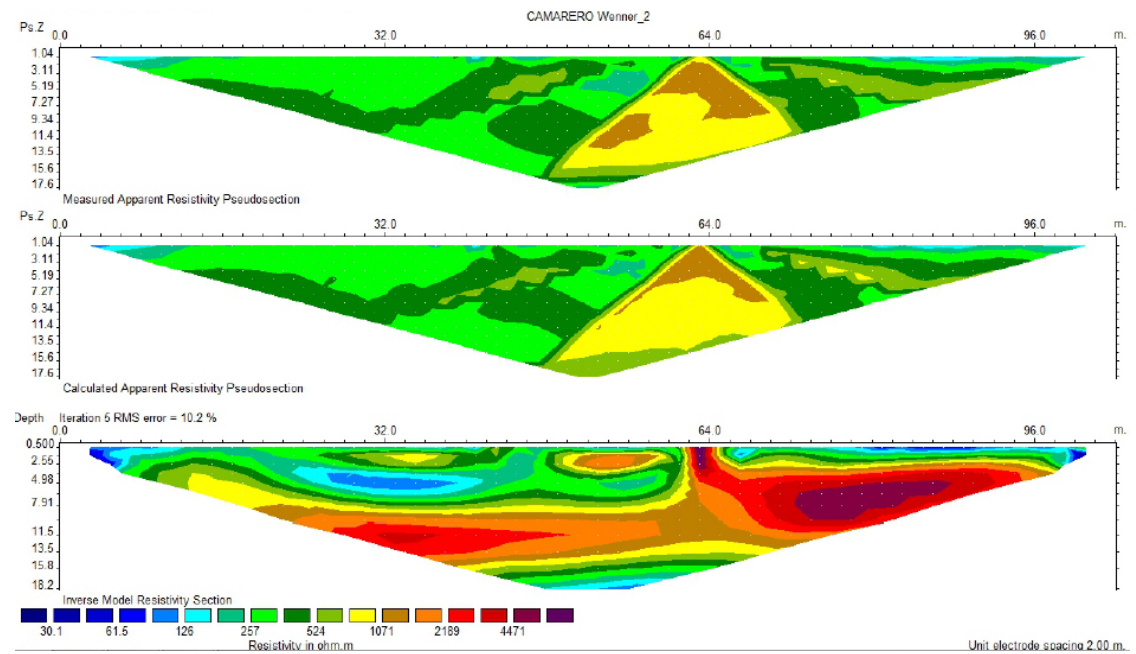 CAMARERO Wenner_2
Ps.Z 0.0 32.0 64.0 96.0 m.
1.04
3.11
5.19
7.27
9.34
11.4
13.5
15.6
17.6
Measured Apparent Resistivity Pseudosection
Ps.Z 0.0 32.0 64.0 96.0 m.
1.04
3.11
5.19
7.27
9.34
11.4
13.5
15.6
17.6
Calculated Apparent Resistivity Pseudosection
Depth Iteration 5 RMS error = 10.2 %
0.0 32.0 64.0 96.0 m.
0.500
2.55
4.98
7.91
11.5
13.5
15.8
18.2
Inverse Model Resistivity Section
30.1 61.5 126 257 524 1071 2189 4471
Resistivity in ohm.m Unit electrode spacing 2.00 m.